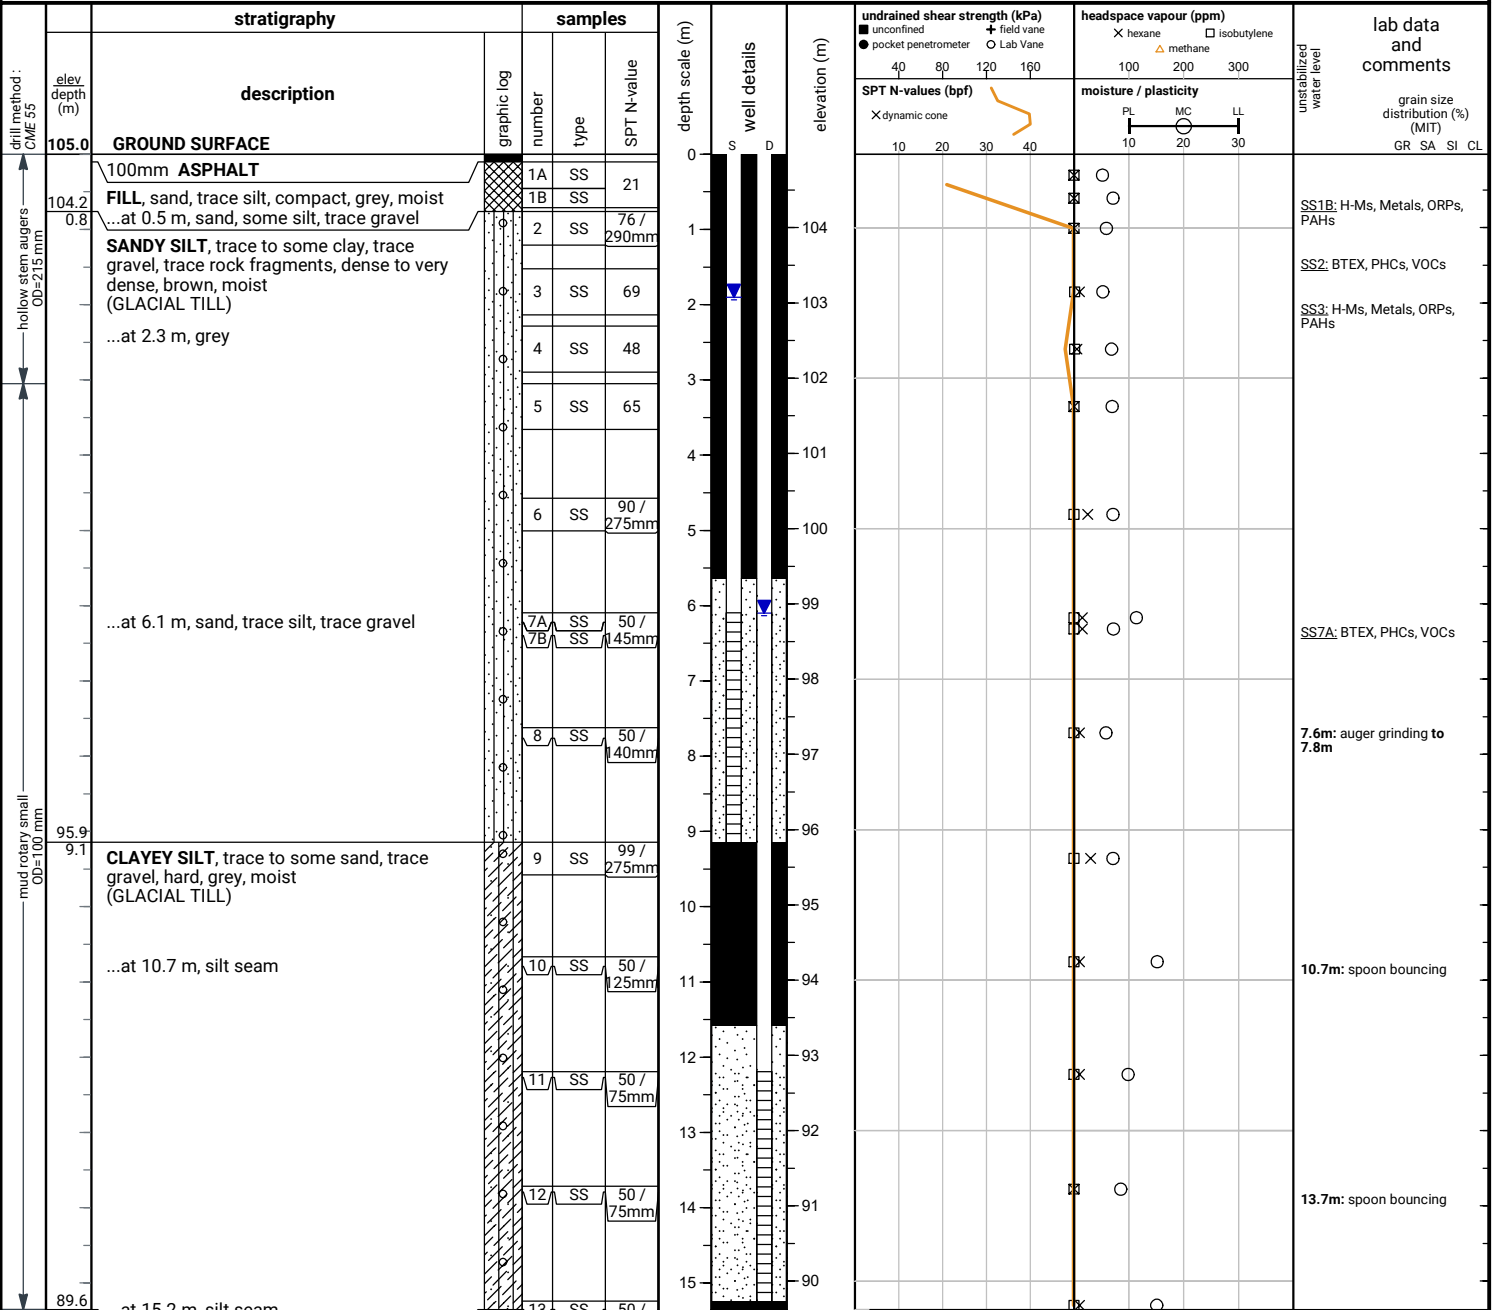 stratigraphy
samples
drill method :
CME 55
elev
depth
(m)
description
graphic log
number
type
SPT N-value
depth scale (m)
well details
elevation (m)
undrained shear strength (kPa)
unconfined
field vane
pocket penetrometer
Lab Vane
40 80 120 160
SPT N-values (bpf)
dynamic cone
10 20 30 40
headspace vapour (ppm)
hexane
isobutylene
methane
100 200 300
moisture / plasticity
PL MC LL
10 20 30
unstabilized
water level
lab data
and
comments
grain size
distribution (%)
(MIT)
GR SA SI CL
105.0 GROUND SURFACE
S D
100mm ASPHALT
FILL, sand, trace silt, compact, grey, moist
104.2
0.8
...at 0.5 m, sand, some silt, trace gravel
SANDY SILT, trace to some clay, trace
gravel, trace rock fragments, dense to very
dense, brown, moist
(GLACIAL TILL)
...at 2.3 m, grey
...at 6.1 m, sand, trace silt, trace gravel
95.9
9.1
CLAYEY SILT, trace to some sand, trace
gravel, hard, grey, moist
(GLACIAL TILL)
...at 10.7 m, silt seam
89.6
...at 15.2 m, silt seam
hollow stem augers
OD=215 mm
mud rotary small
OD=100 mm
1A SS
21
1B SS
2 SS 76 /
290mm
3 SS 69
4 SS 48
5 SS 65
6 SS 90 /
275mm
7A SS 50 /
7B SS 145mm
8 SS 50 /
140mm
9 SS 99 /
275mm
10 SS 50 /
125mm
11 SS 50 /
75mm
12 SS 50 /
75mm
13 SS 50 /
0
1
2
3
4
5
6
7
8
9
10
11
12
13
14
15
104
103
102
101
100
99
98
97
96
95
94
93
92
91
90
SS1B: H-Ms, Metals, ORPs,
PAHs
SS2: BTEX, PHCs, VOCs
SS3: H-Ms, Metals, ORPs,
PAHs
SS7A: BTEX, PHCs, VOCs
7.6m: auger grinding to
7.8m
10.7m: spoon bouncing
13.7m: spoon bouncing